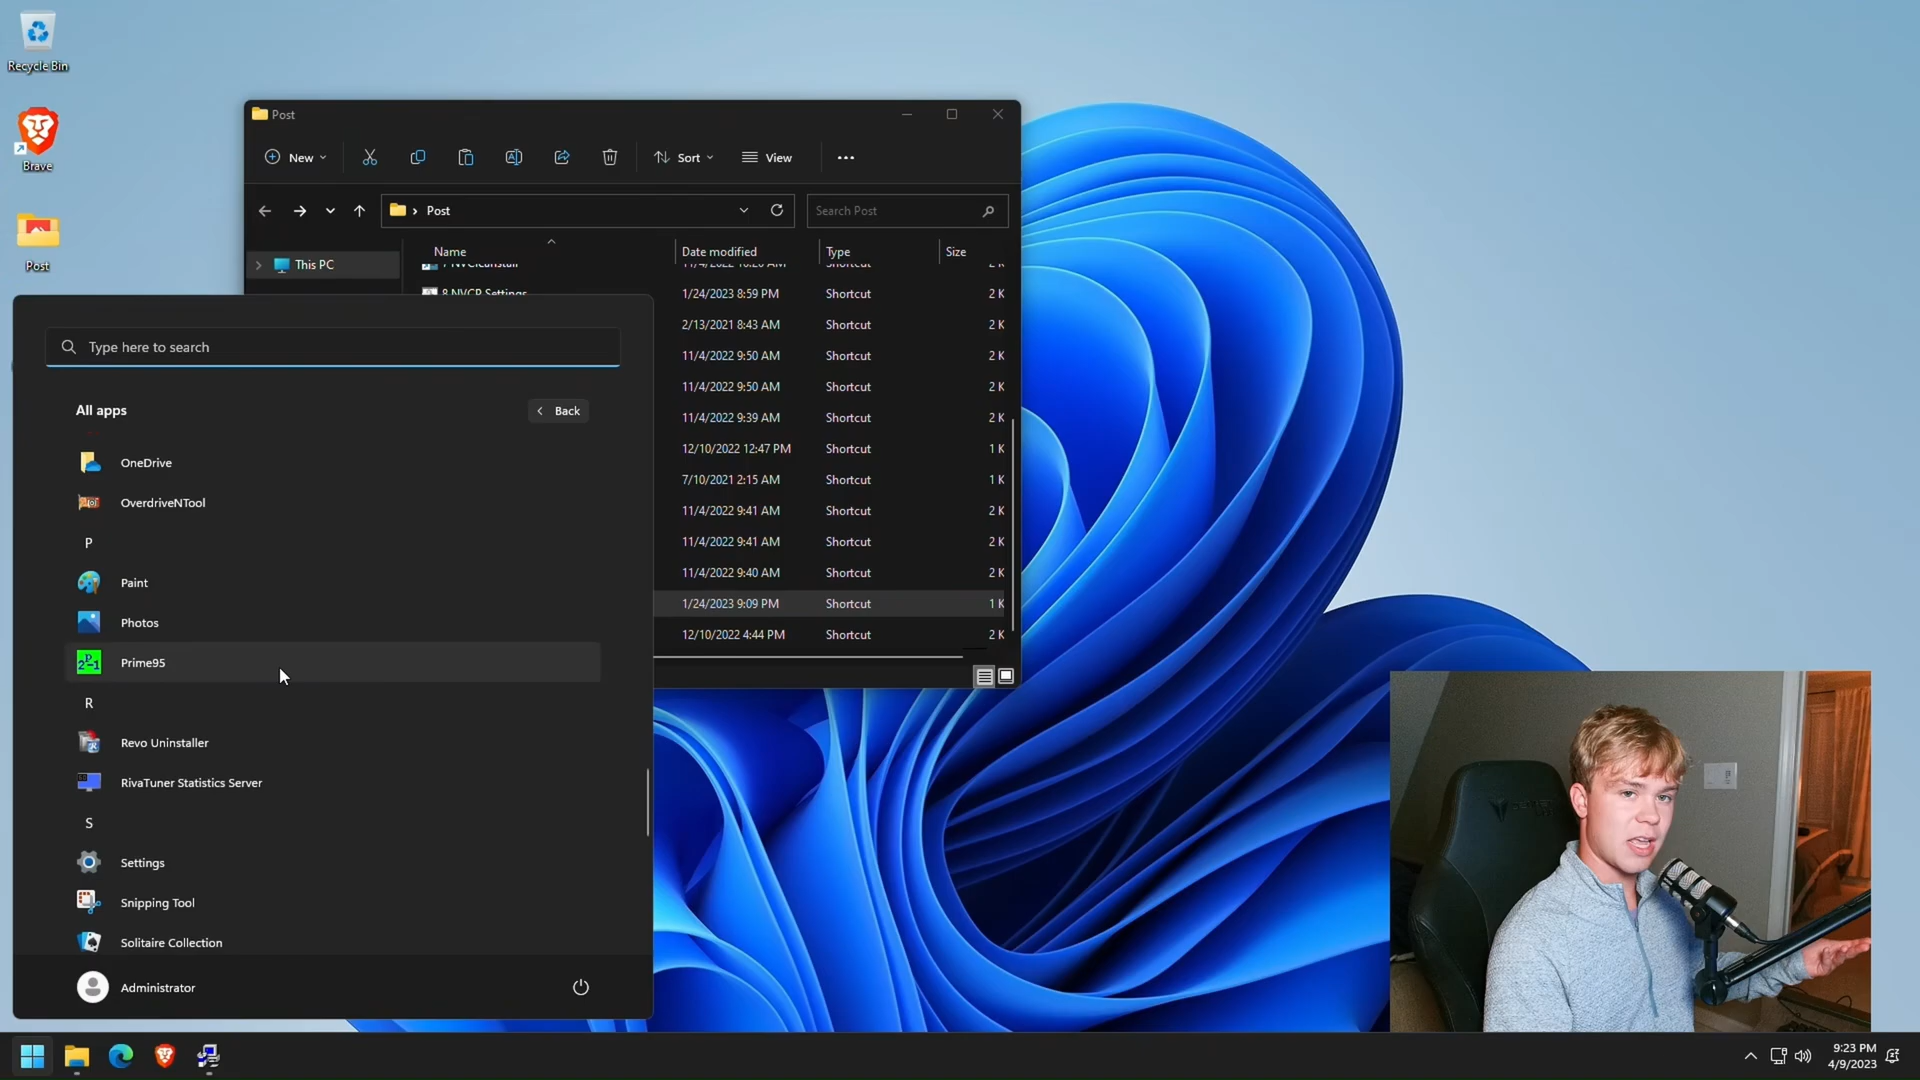 Recycle Bin
Brave
Post
Post
New
Sort
View
Post
Search Post
Name
Date modified
Type
Size
This PC
8 NVCP Settings
1/24/2023 8:59 PM Shortcut 2 K
2/13/2021 8:43 AM Shortcut 2 K
11/4/2022 9:50 AM Shortcut 2 K
11/4/2022 9:50 AM Shortcut 2 K
11/4/2022 9:39 AM Shortcut 2 K
12/10/2022 12:47 PM Shortcut 1 K
7/10/2021 2:15 AM Shortcut 1 K
11/4/2022 9:41 AM Shortcut 2 K
11/4/2022 9:41 AM Shortcut 2 K
11/4/2022 9:40 AM Shortcut 2 K
1/24/2023 9:09 PM Shortcut 1 K
12/10/2022 4:44 PM Shortcut 2 K
Type here to search
All apps
Back
OneDrive
OverdriveNTool
P
Paint
Photos
Prime95
R
Revo Uninstaller
RivaTuner Statistics Server
S
Settings
Snipping Tool
Solitaire Collection
Administrator
9:23 PM
4/9/2023